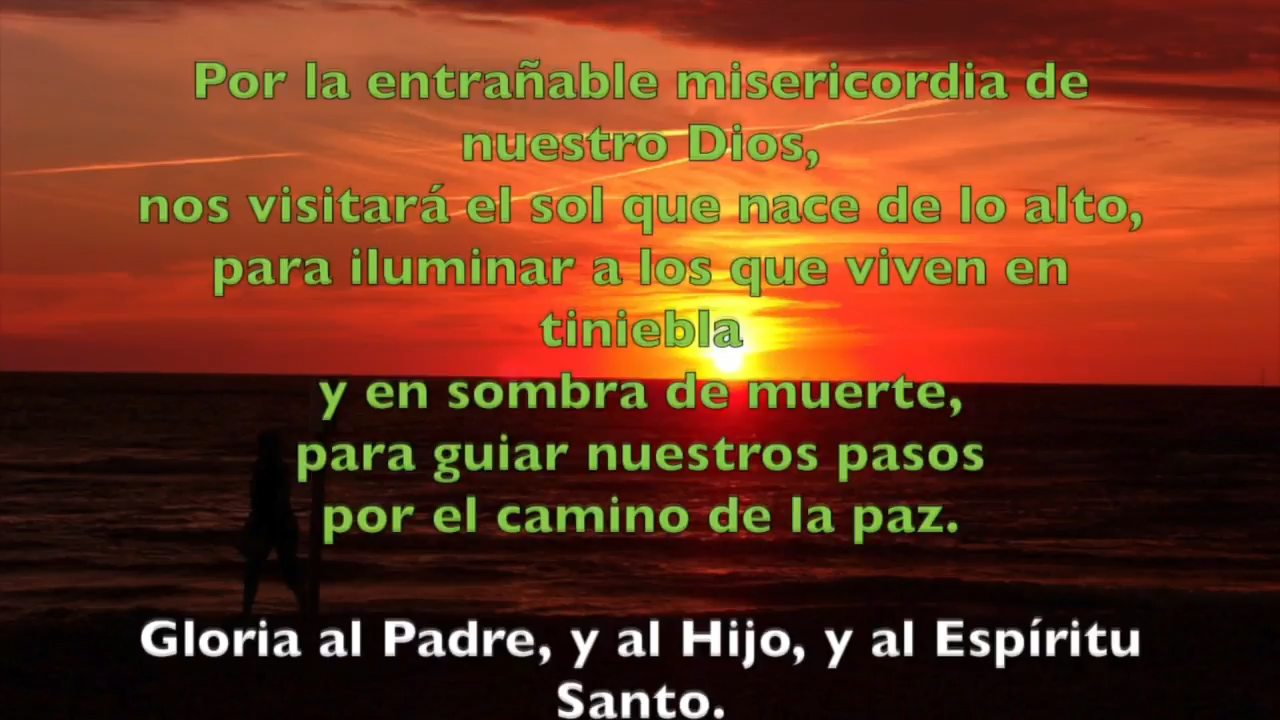 Por la entrañable misericordia de
nuestro Dios,
nos visitará el sol que nace de lo alto,
para iluminar a los que viven en
tiniebla
y en sombra de muerte,
para guiar nuestros pasos
por el camino de la paz.
Gloria al Padre, y al Hijo, y al Espíritu
Santo.